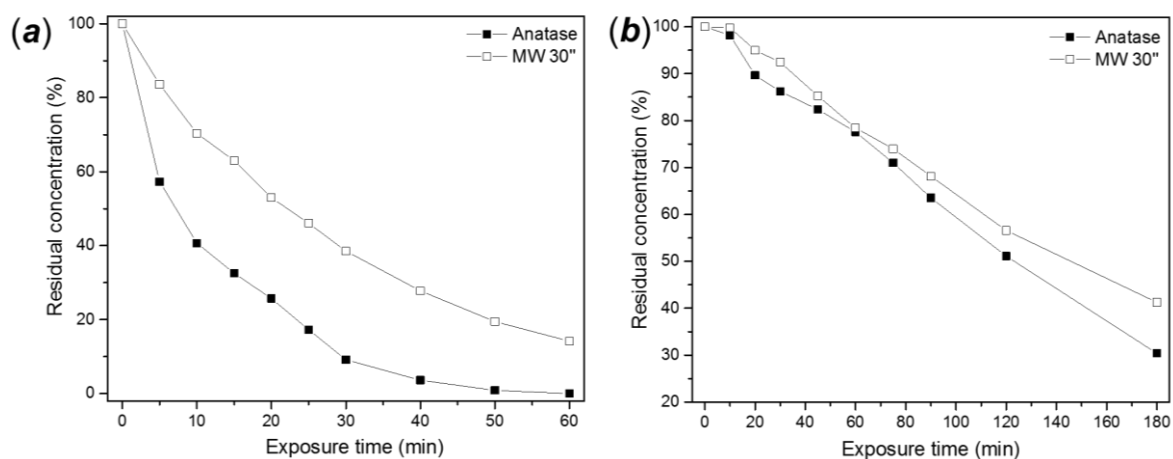 (a)
Anatase
MW 30"
Residual concentration (%)
100
80
60
40
20
0
0 10 20 30 40 50 60
Exposure time (min)
(b)
Anatase
MW 30"
Residual concentration (%)
100
90
80
70
60
50
40
30
20
0 20 40 60 80 100 120 140 160 180
Exposure time (min)